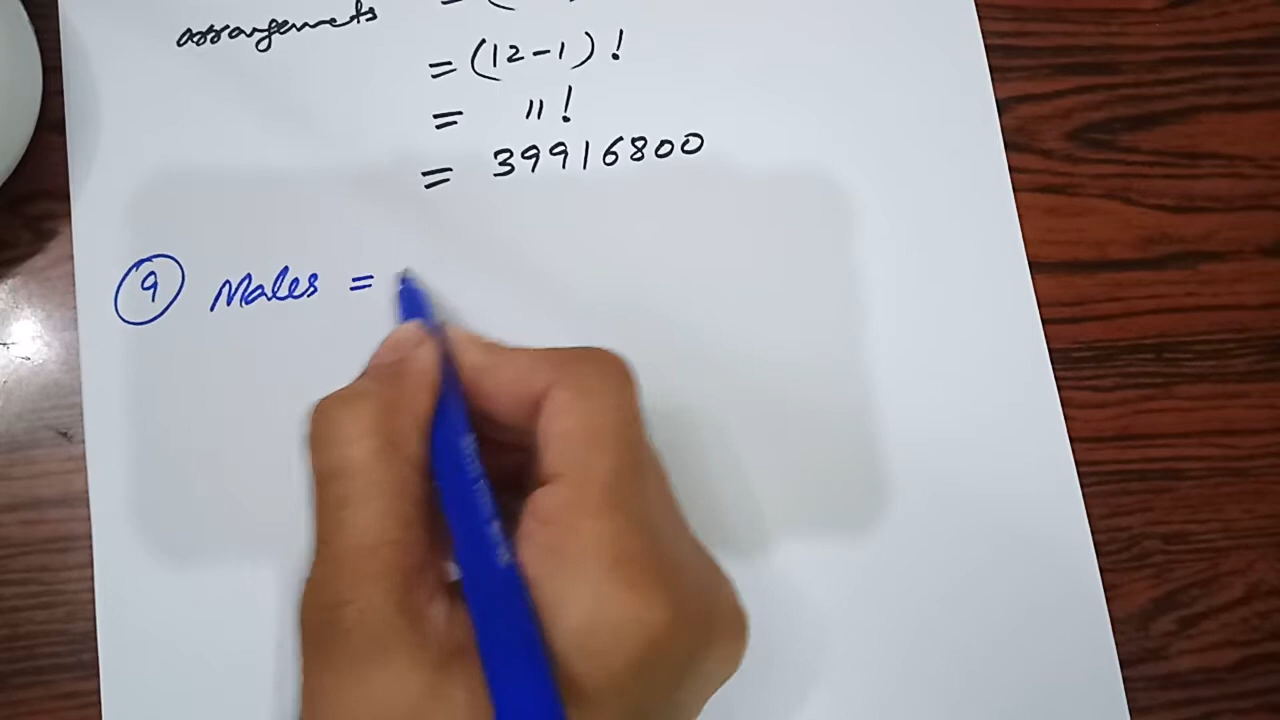 arrangements =
= (12-1)!
= 11!
= 39916800
9 Males =